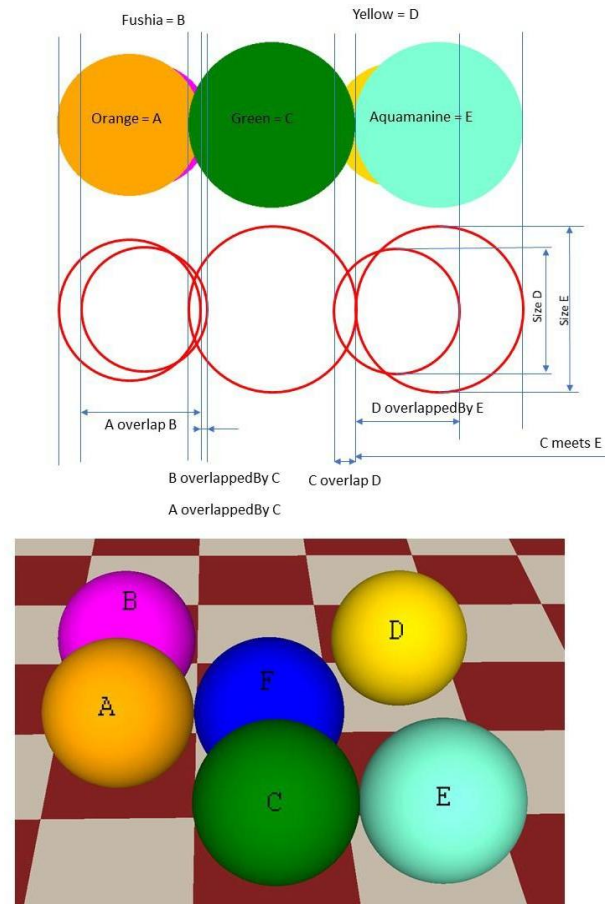 Fushia = B
Yellow = D
Orange = A
Green = C
Aquamanine = E
Size D
Size E
A overlap B
D overlappedBy E
C meets E
B overlappedBy C
C overlap D
A overlappedBy C
B
D
F
A
C
E